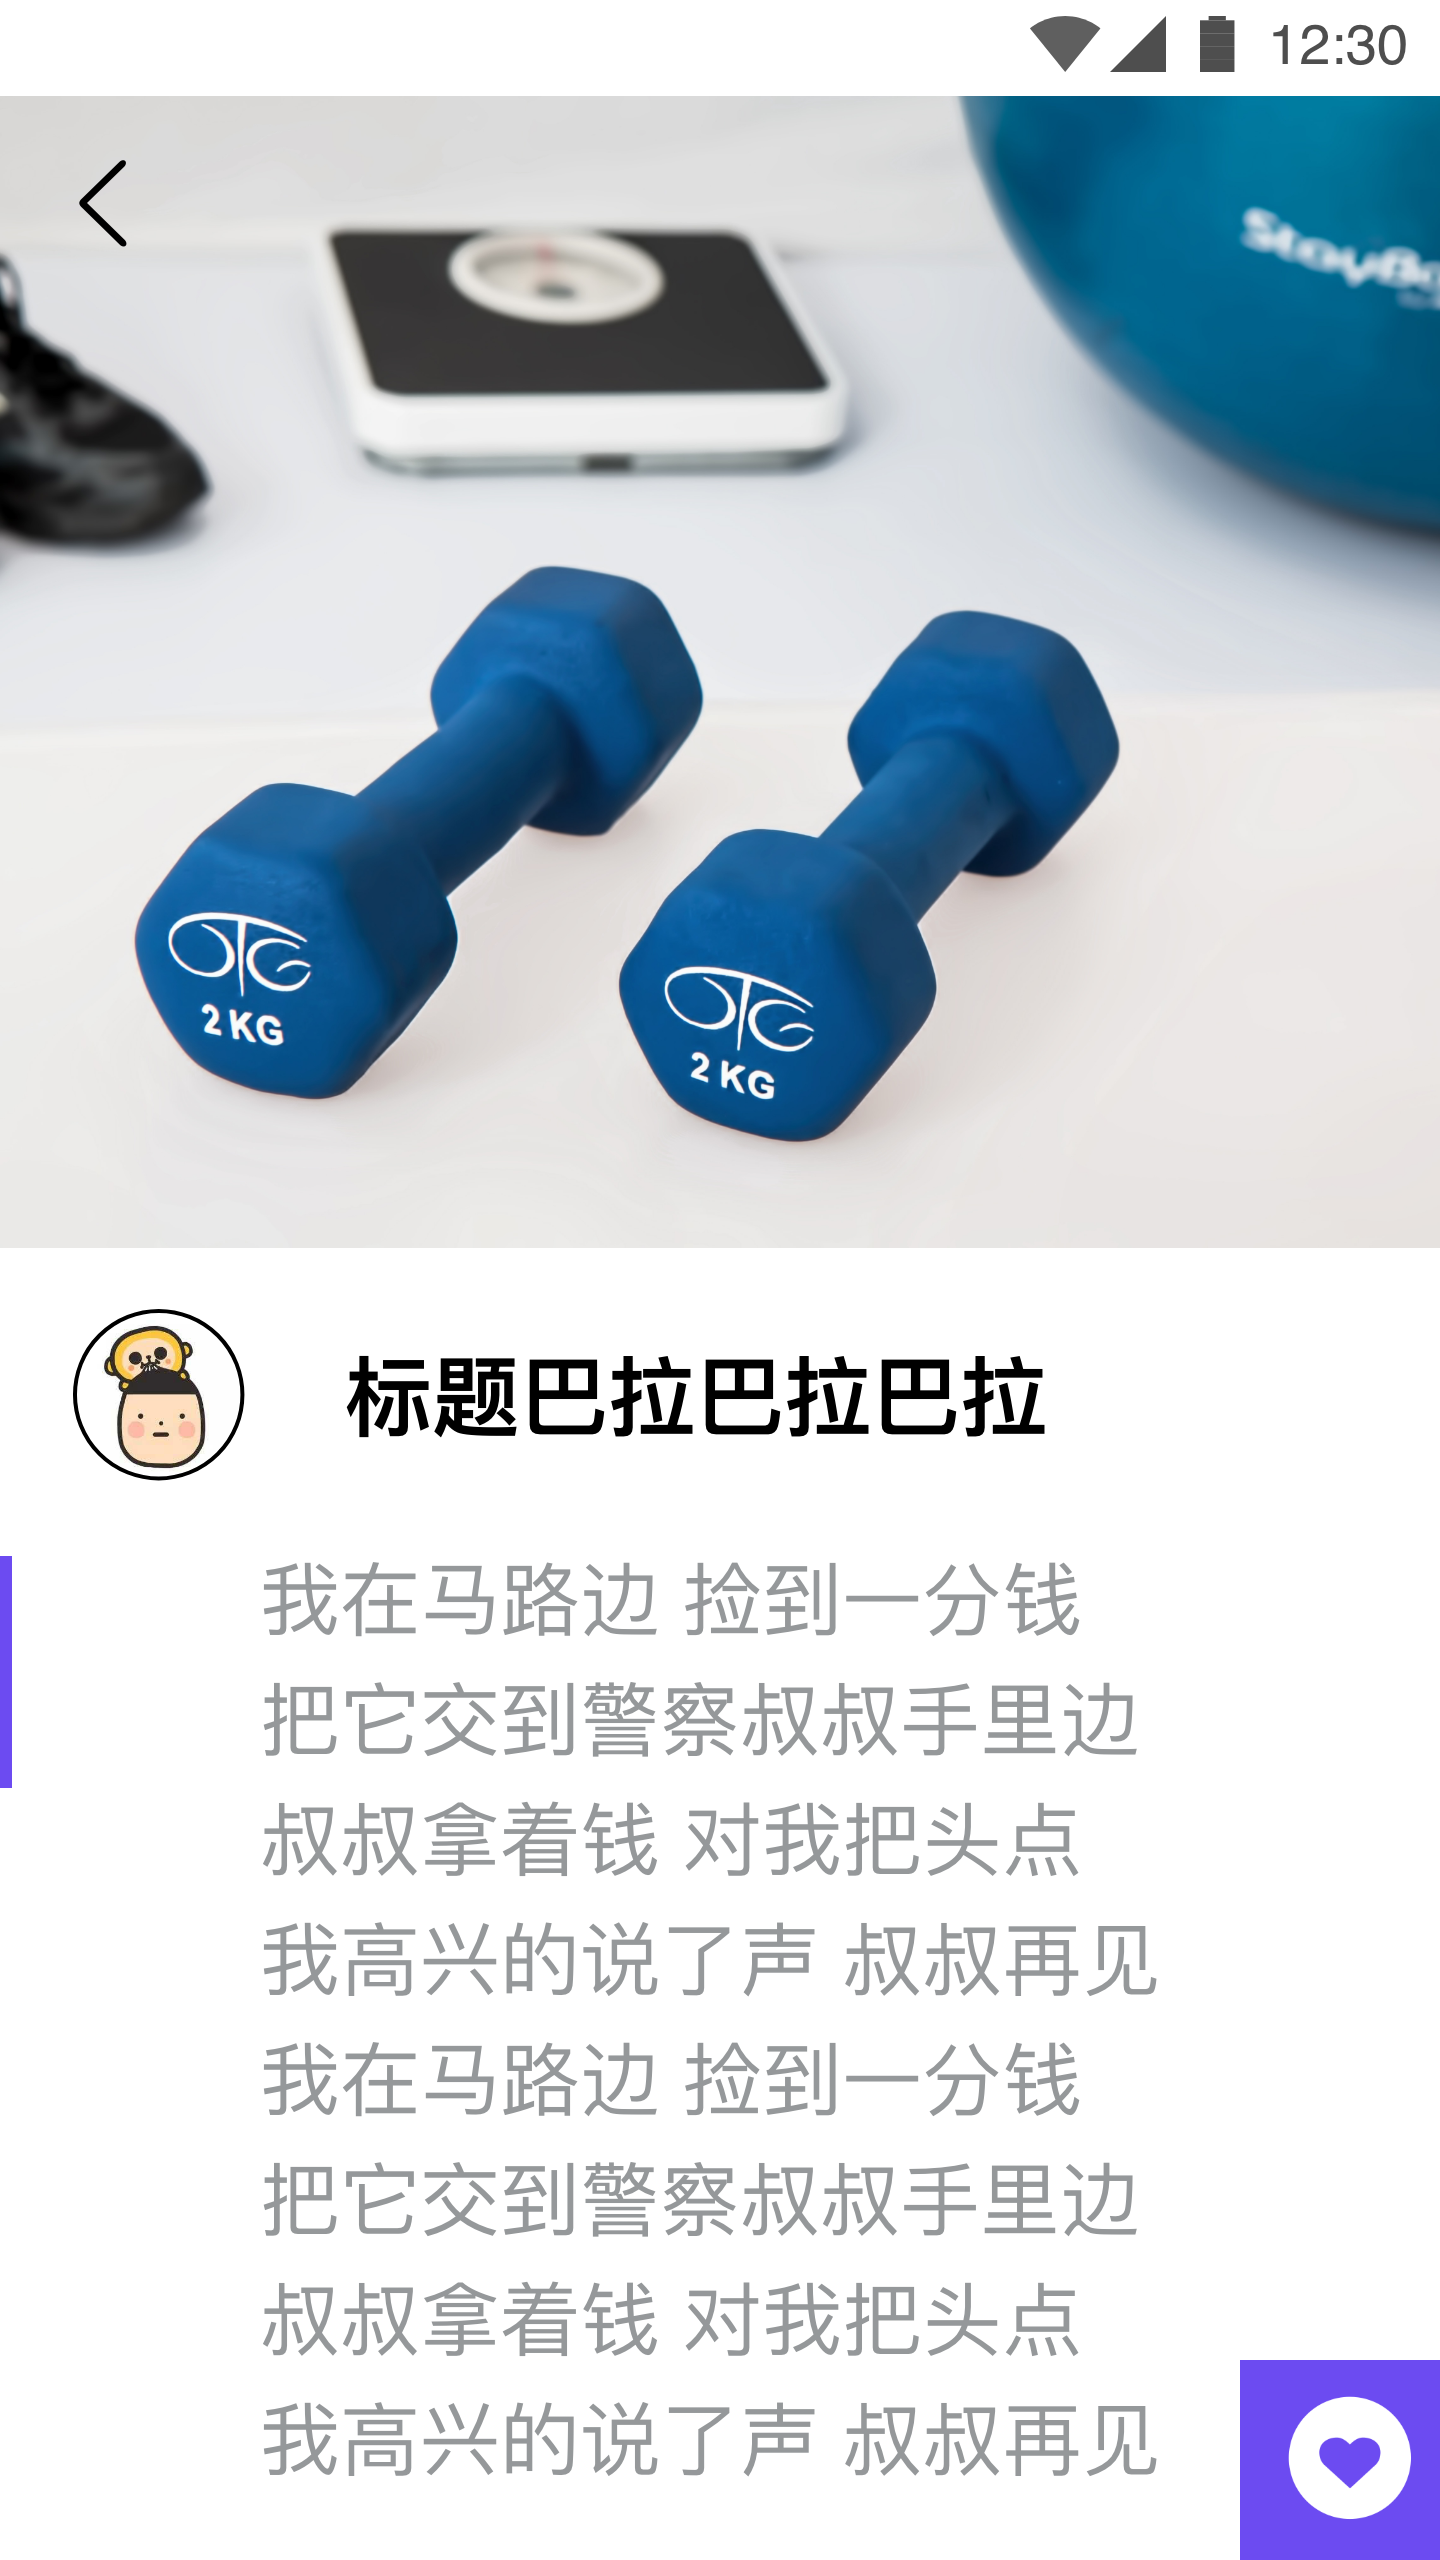 12:30
StayBa
OTG
2 KG
OTG
2 KG
标题巴拉巴拉巴拉
我在马路边 捡到一分钱
把它交到警察叔叔手里边
叔叔拿着钱 对我把头点
我高兴的说了声 叔叔再见
我在马路边 捡到一分钱
把它交到警察叔叔手里边
叔叔拿着钱 对我把头点
我高兴的说了声 叔叔再见